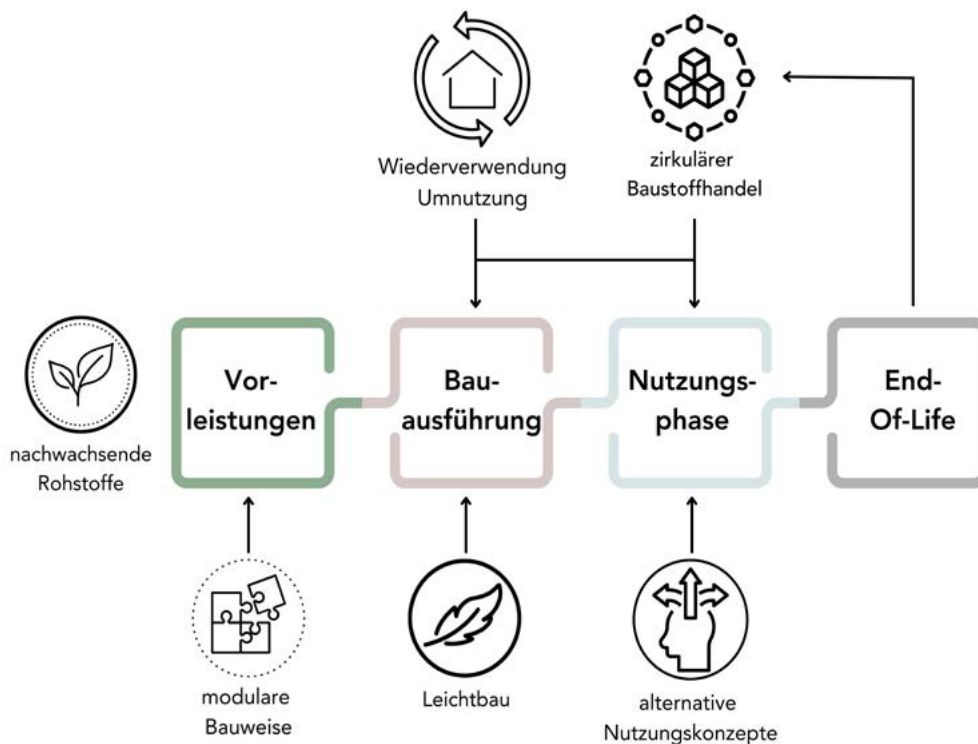 Wiederverwendung
Umnutzung
zirkulärer
Baustoffhandel
nachwachsende
Rohstoffe
Vor-
leistungen
Bau-
ausführung
Nutzungs-
phase
End-
Of-Life
modulare
Bauweise
Leichtbau
alternative
Nutzungskonzepte